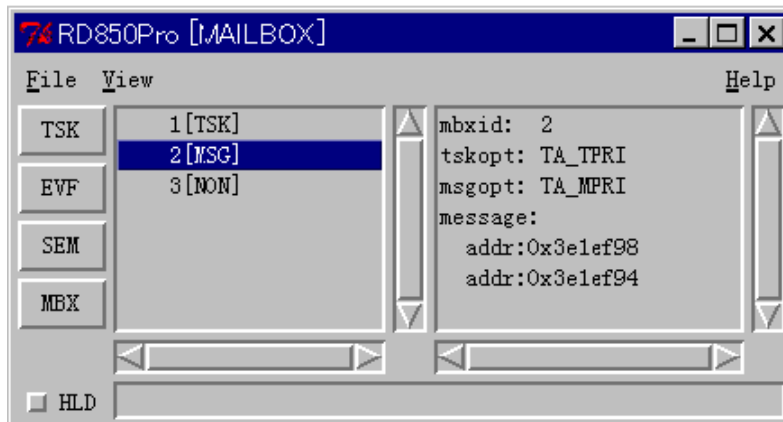 RD850Pro [MAILBOX]
File View Help
TSK
EVF
SEM
MBX
1[TSK]
2[MSG]
3[NON]
mbxid: 2
tskopt: TA_TPRI
msgopt: TA_MPRI
message:
addr:0x3e1ef98
addr:0x3e1ef94
HLD